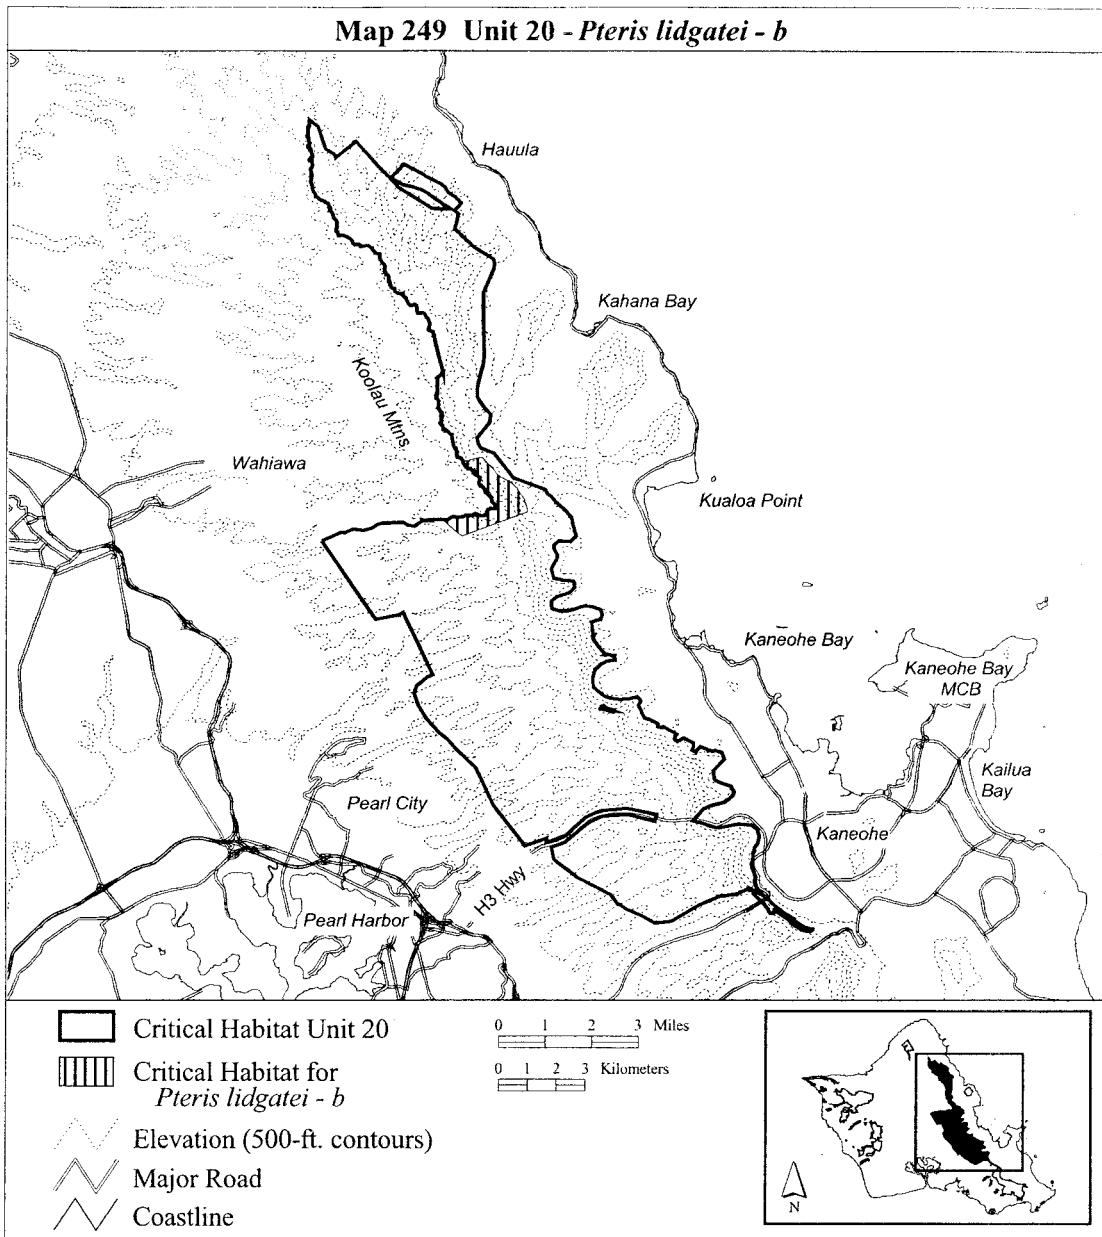 Map 249 Unit 20 - Pteris lidgatei - b
Hauula
Kahana Bay
Koolau Mtns
Wahiawa
Kualoa Point
Kaneohe Bay
Kaneohe Bay
MCB
Kailua
Bay
Pearl City
Kaneohe
H3 Hwy
Pearl Harbor
Critical Habitat Unit 20
Critical Habitat for
Pteris lidgatei - b
Elevation (500-ft. contours)
Major Road
Coastline
0 1 2 3 Miles
0 1 2 3 Kilometers
N